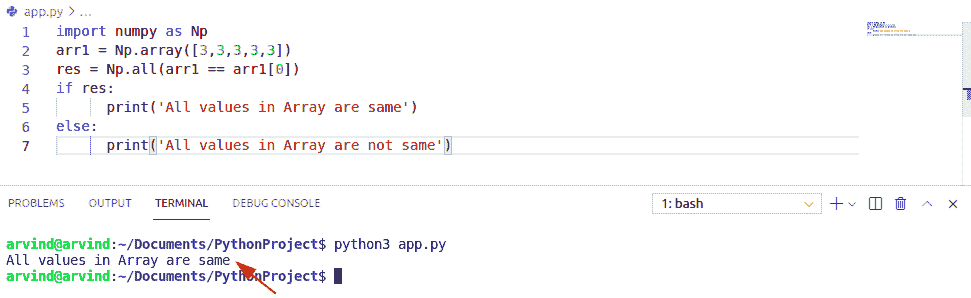 app.py > ...
1 import numpy as Np
2 arr1 = Np.array([3,3,3,3,3])
3 res = Np.all(arr1 == arr1[0])
4 if res:
5 print('All values in Array are same')
6 else:
7 print('All values in Array are not same')
PROBLEMS OUTPUT TERMINAL DEBUG CONSOLE 1: bash
arvind@arvind:~/Documents/PythonProject$ python3 app.py
All values in Array are same
arvind@arvind:~/Documents/PythonProject$